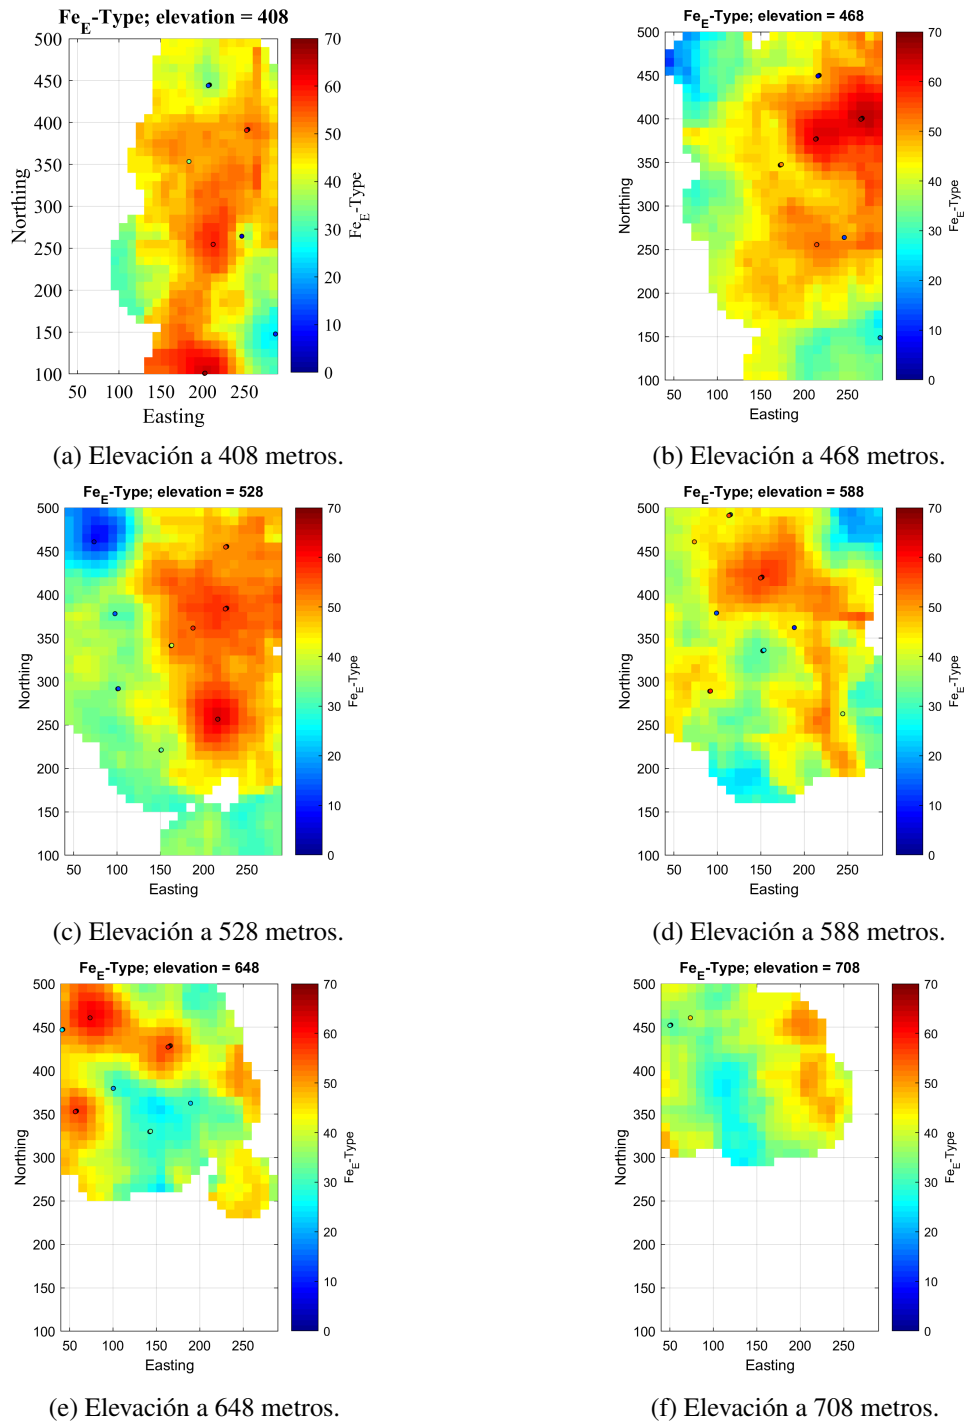 Fe_E-Type; elevation = 408
500
450
400
350
300
250
200
150
100
Northing
50 100 150 200 250
Easting
70
60
50
40
30
20
10
0
Fe_E-Type
(a) Elevación a 408 metros.
Fe_E-Type; elevation = 468
500
450
400
350
300
250
200
150
100
Northing
50 100 150 200 250
Easting
70
60
50
40
30
20
10
0
Fe_E-Type
(b) Elevación a 468 metros.
Fe_E-Type; elevation = 528
500
450
400
350
300
250
200
150
100
Northing
50 100 150 200 250
Easting
70
60
50
40
30
20
10
0
Fe_E-Type
(c) Elevación a 528 metros.
Fe_E-Type; elevation = 588
500
450
400
350
300
250
200
150
100
Northing
50 100 150 200 250
Easting
70
60
50
40
30
20
10
0
Fe_E-Type
(d) Elevación a 588 metros.
Fe_E-Type; elevation = 648
500
450
400
350
300
250
200
150
100
Northing
50 100 150 200 250
Easting
70
60
50
40
30
20
10
0
Fe_E-Type
(e) Elevación a 648 metros.
Fe_E-Type; elevation = 708
500
450
400
350
300
250
200
150
100
Northing
50 100 150 200 250
Easting
70
60
50
40
30
20
10
0
Fe_E-Type
(f) Elevación a 708 metros.